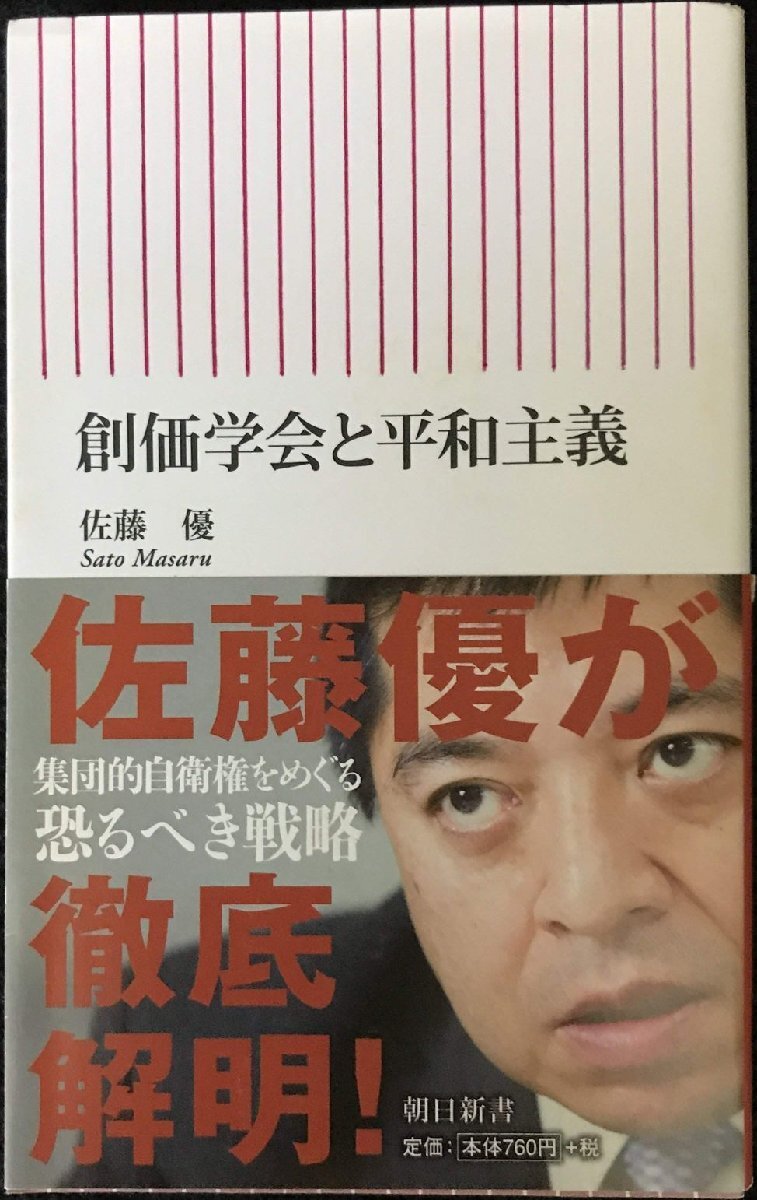 創価学会と平和主義
佐藤 優
Sato Masaru
佐藤優が
集団的自衛権をめぐる
恐るべき戦略
徹底
解明!
朝日新書
定価:本体760円+税